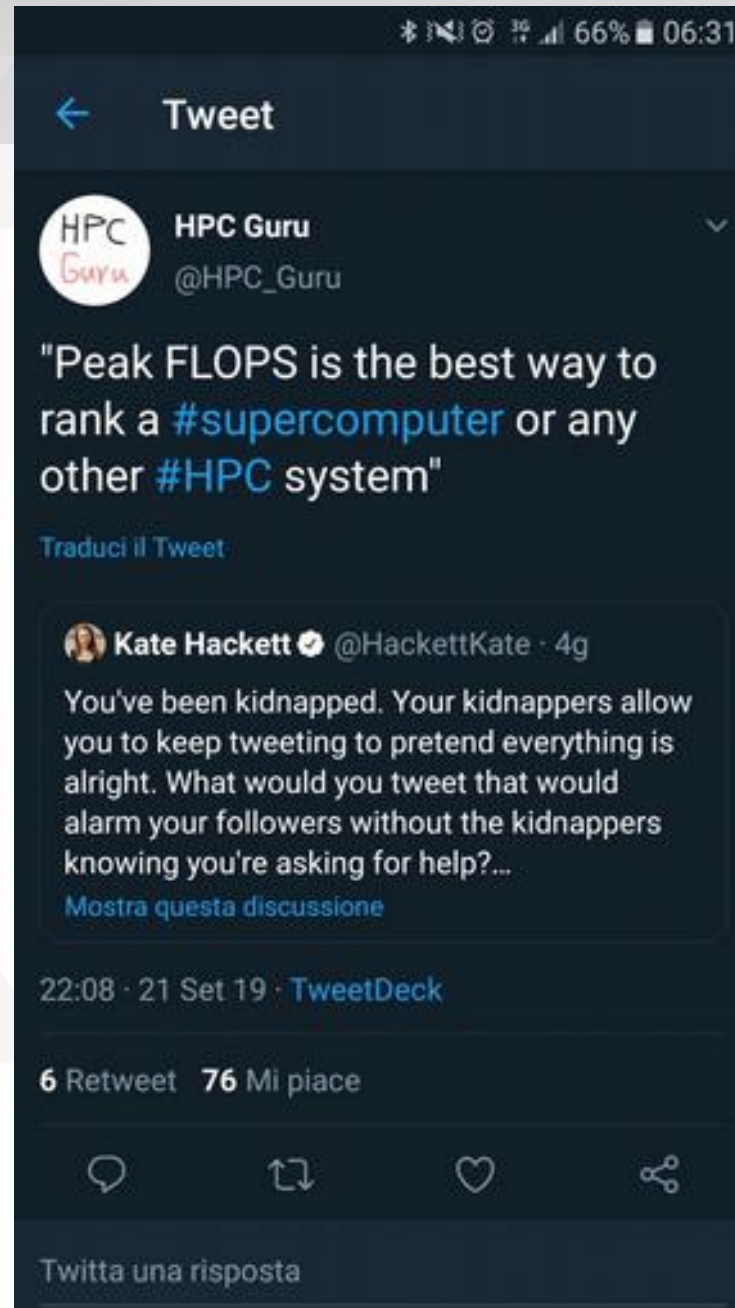 3G 66% 06:31
Tweet
HPC
Guru
HPC Guru
@HPC_Guru
"Peak FLOPS is the best way to
rank a #supercomputer or any
other #HPC system"
Traduci il Tweet
Kate Hackett @HackettKate · 4g
You've been kidnapped. Your kidnappers allow
you to keep tweeting to pretend everything is
alright. What would you tweet that would
alarm your followers without the kidnappers
knowing you're asking for help?...
Mostra questa discussione
22:08 · 21 Set 19 · TweetDeck
6 Retweet 76 Mi piace
Twitta una risposta